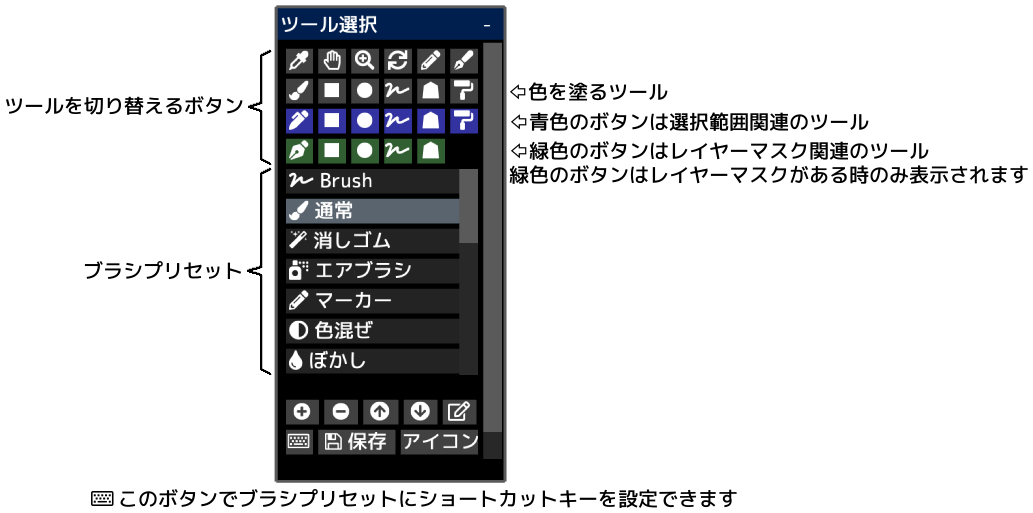 ツール選択 -
ツールを切り替えるボタン
⇦色を塗るツール
⇦青色のボタンは選択範囲関連のツール
⇦緑色のボタンはレイヤーマスク関連のツール
緑色のボタンはレイヤーマスクがある時のみ表示されます
ブラシプリセット
Brush
通常
消しゴム
エアブラシ
マーカー
色混ぜ
ぼかし
保存 アイコン
このボタンでブラシプリセットにショートカットキーを設定できます